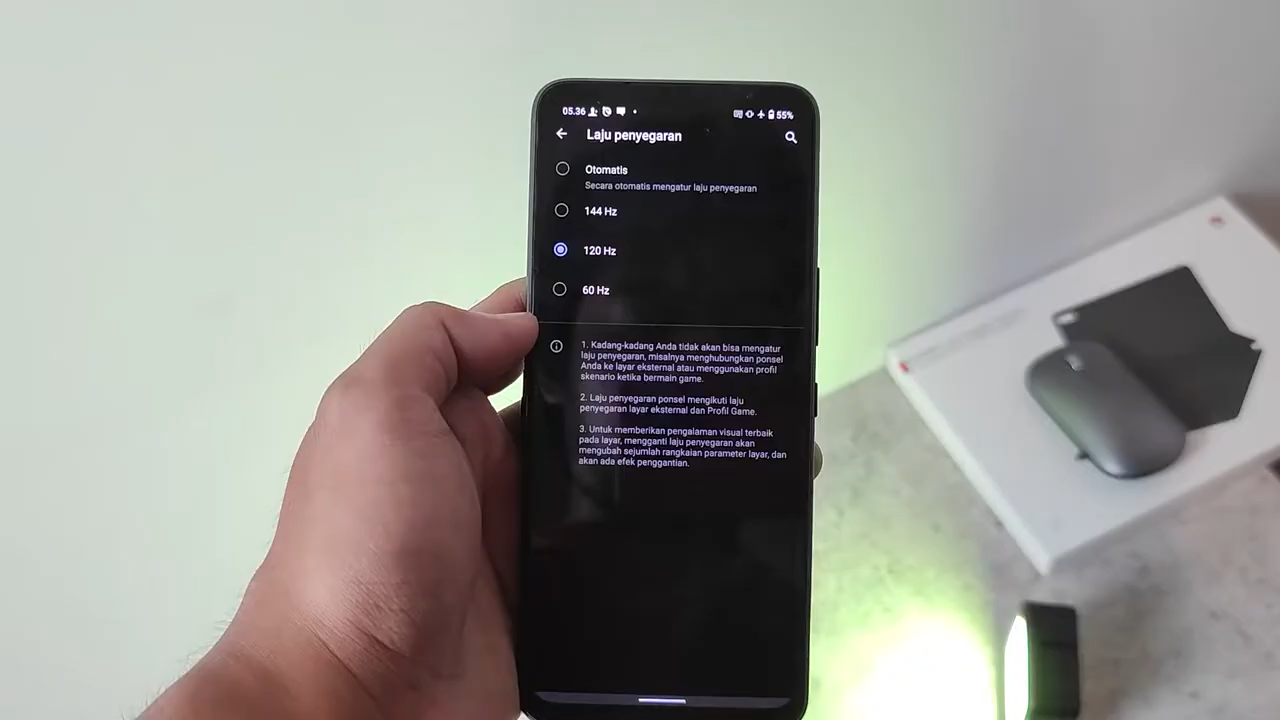 05.36 55%
Laju penyegaran
Otomatis
Secara otomatis mengatur laju penyegaran
144 Hz
120 Hz
60 Hz
1. Kadang-kadang Anda tidak akan bisa mengatur
laju penyegaran, misalnya menghubungkan ponsel
Anda ke layar eksternal atau menggunakan profil
skenario ketika bermain game.
2. Laju penyegaran ponsel mengikuti laju
penyegaran layar eksternal dan Profil Game.
3. Untuk memberikan pengalaman visual terbaik
pada layar, mengganti laju penyegaran akan
mengubah sejumlah rangkaian parameter layar, dan
akan ada efek penggantian.